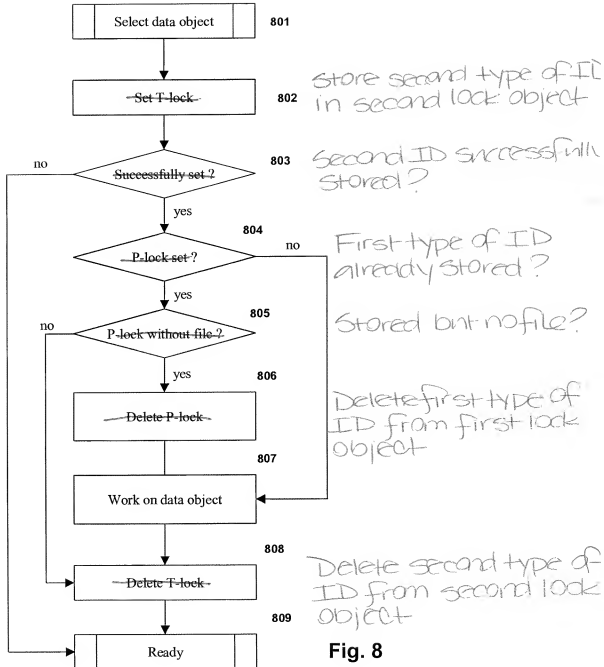 Select data object
801
Set T-lock
802
Store second type of ID
in second lock object
803
Successfully set ?
no
Second ID successfull
stored?
yes
804
no
P-lock set ?
First type of ID
already stored?
yes
805
no
P-lock without file ?
Stored but no file?
yes
806
Delete P-lock
Delete first type of
ID from first lock
object
807
Work on data object
808
Delete T-lock
Delete second type of
ID from second lock
object
809
Ready
Fig. 8